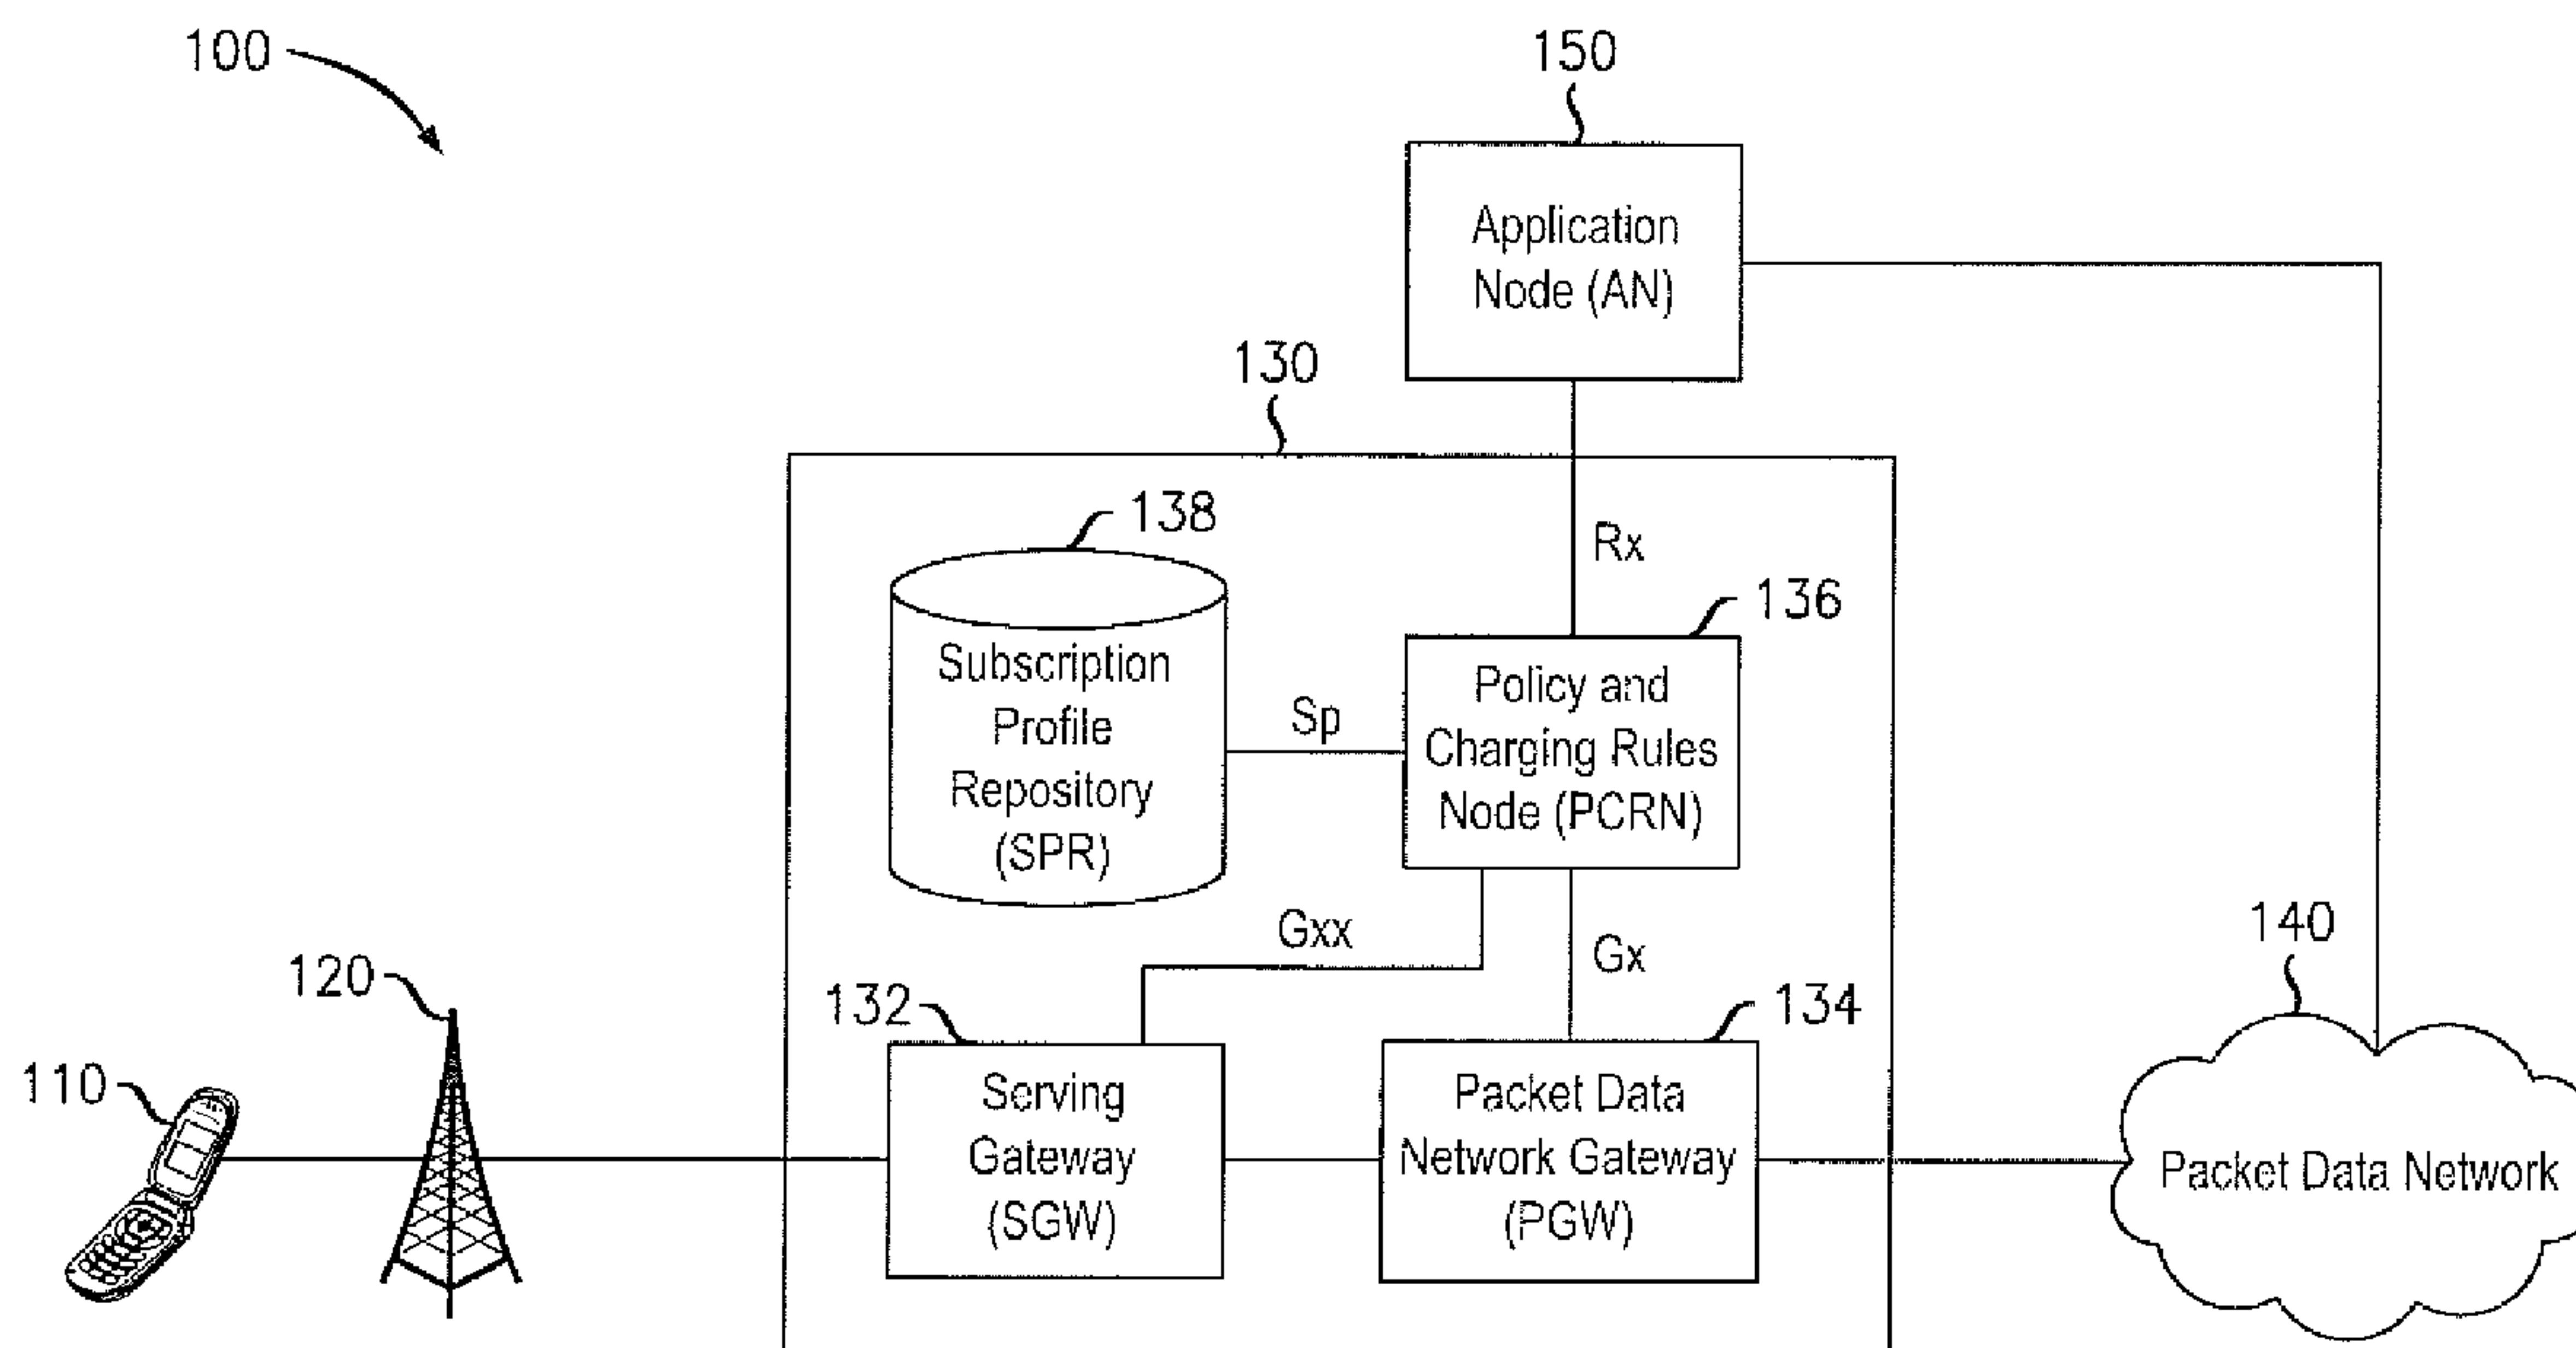 100
150
Application
Node (AN)
130
138
Rx
136
Subscription
Profile
Repository
(SPR)
Sp
Policy and
Charging Rules
Node (PCRN)
Gxx
Gx
140
120
132
134
110
Serving
Gateway
(SGW)
Packet Data
Network Gateway
(PGW)
Packet Data Network